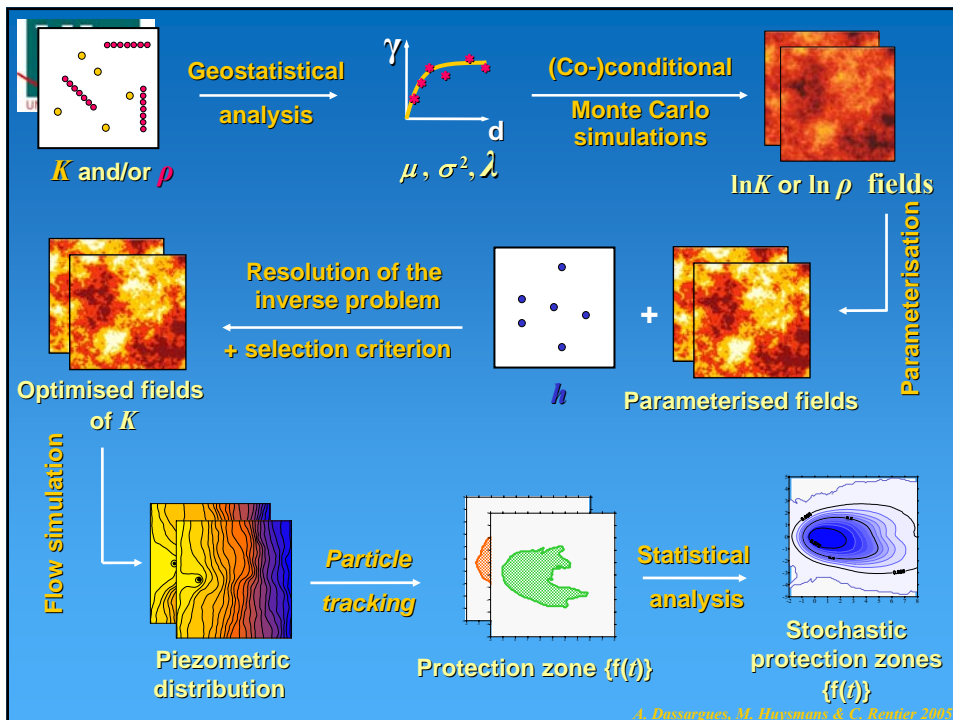 Geostatistical
analysis
γ
d
μ , σ², λ
(Co-)conditional
Monte Carlo
simulations
K and/or ρ
lnK or ln ρ fields
Parameterisation
Resolution of the
inverse problem
+ selection criterion
+
Optimised fields
of K
h
Parameterised fields
Flow simulation
Particle
tracking
Statistical
analysis
Piezometric
distribution
Protection zone {f(t)}
Stochastic
protection zones
{f(t)}
A. Dassargues, M. Huysmans & C. Rentier 2005